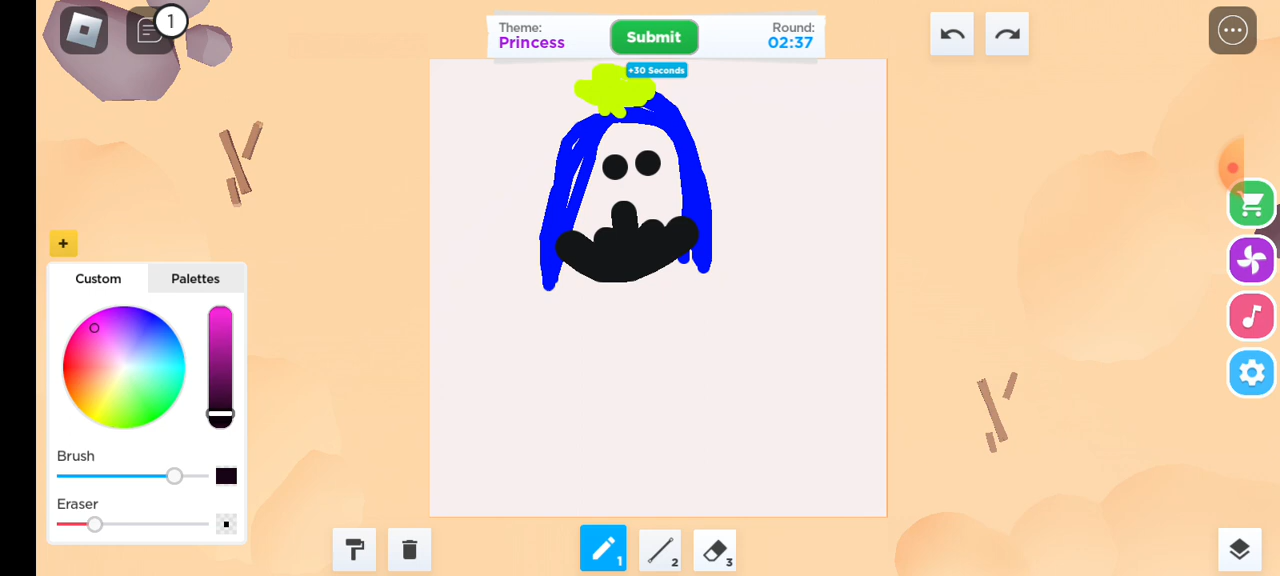 1
Theme:
Princess
Submit
Round:
02:37
+30 Seconds
+
Custom
Palettes
Brush
Eraser
1
2
3